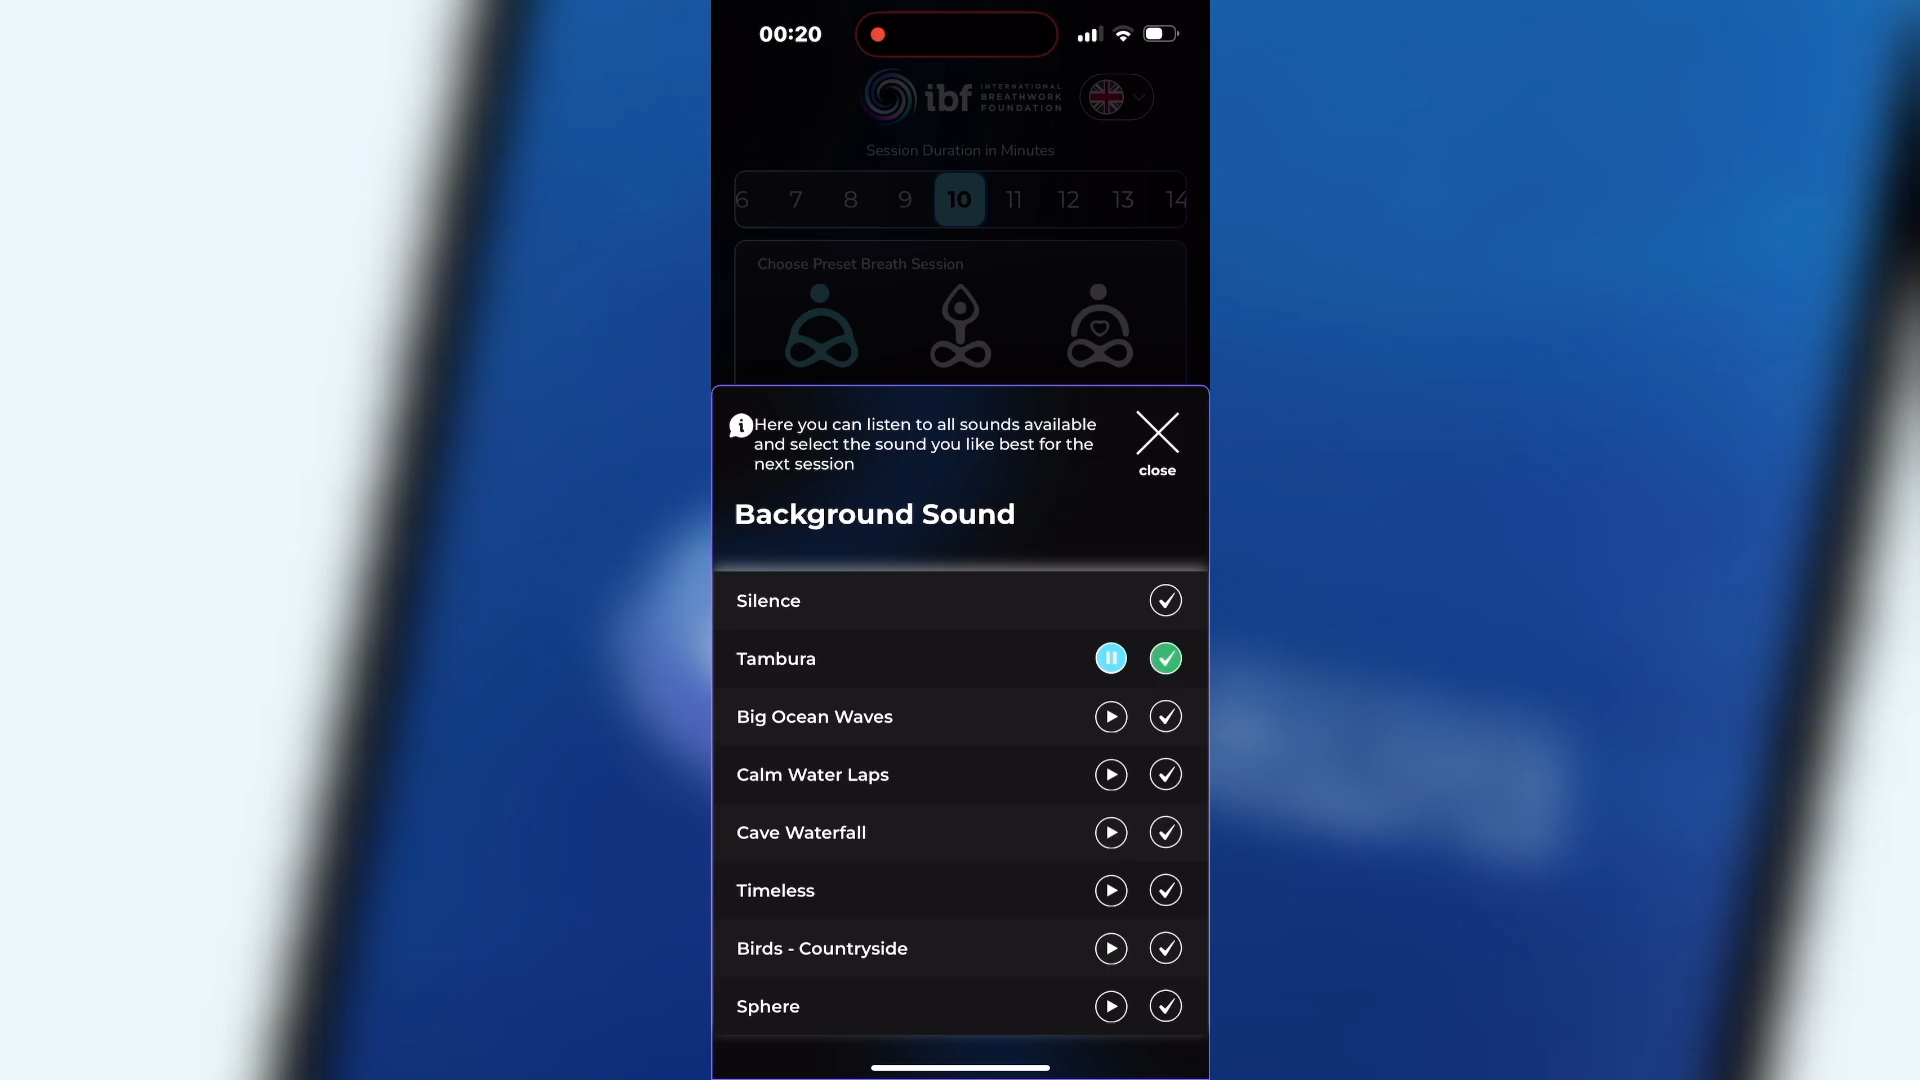 00:20
ibf INTERNATIONAL
BREATHWORK
FOUNDATION
Session Duration in Minutes
6 7 8 9 10 11 12 13 14
Choose Preset Breath Session
Here you can listen to all sounds available
and select the sound you like best for the
next session
close
Background Sound
Silence
Tambura
Big Ocean Waves
Calm Water Laps
Cave Waterfall
Timeless
Birds - Countryside
Sphere